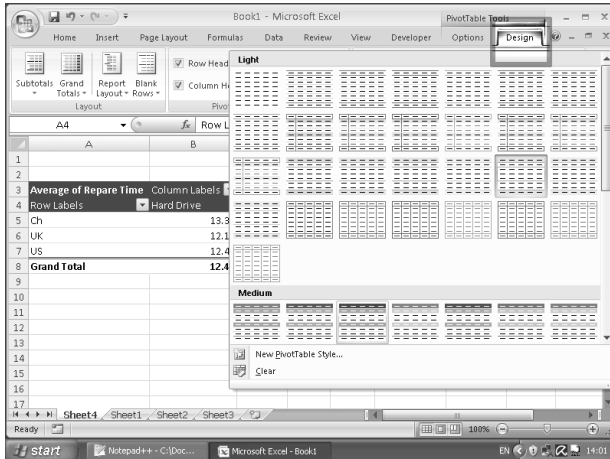 Book1 - Microsoft Excel
PivotTable Tools
Home Insert Page Layout Formulas Data Review View Developer Options Design
Subtotals Grand Totals Report Layout Blank Rows
Layout
Row Head
Column He
Pivo
A4 fx Row L
A B
1
2
3 Average of Repare Time Column Labels
4 Row Labels Hard Drive
5 Ch 13.3
6 UK 12.1
7 US 12.4
8 Grand Total 12.4
9
10
11
12
13
14
15
16
17
Light
Medium
New PivotTable Style...
Clear
Sheet4 Sheet1 Sheet2 Sheet3
Ready 100%
start Notepad++ - C:\Doc... Microsoft Excel - Book1 EN 14:01